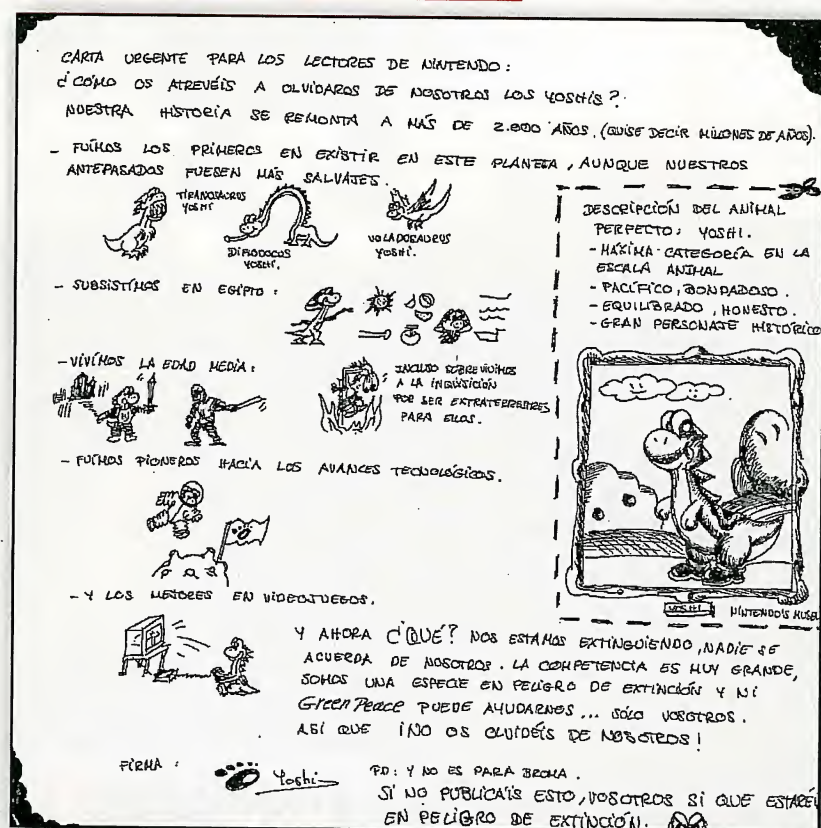 CARTA URGENTE PARA LOS LECTORES DE NINTENDO:
¿CÓMO OS ATREVÉIS A OLVIDAROS DE NOSOTROS LOS YOSHIS?
NUESTRA HISTORIA SE REMONTA A MÁS DE 2.000 AÑOS. (QUISE DECIR MILLONES DE AÑOS).
- FUÍMOS LOS PRIMEROS EN EXISTIR EN ESTE PLANETA, AUNQUE NUESTROS
ANTEPASADOS FUESEN MÁS SALVAJES.
TIRANOSAURUS
YOSHI
DIPLODOCUS
YOSHI.
VOLADOSAURUS
YOSHI.
- SUBSISTÍMOS EN EGIPTO:
- VIVÍMOS LA EDAD MEDIA:
INCLUSO SOBREVIVIMOS
A LA INQUISICIÓN
POR SER EXTRATERRESTRES
PARA ELLOS.
- FUÍMOS PIONEROS HACIA LOS AVANCES TECNOLÓGICOS.
- Y LOS MEJORES EN VIDEOJUEGOS.
DESCRIPCIÓN DEL ANIMAL
PERFECTO: YOSHI.
- MÁXIMA CATEGORÍA EN LA
ESCALA ANIMAL
- PACÍFICO, BONDADOSO.
- EQUILIBRADO, HONESTO.
- GRAN PERSONAJE HISTÓRICO
YOSHI
NINTENDO'S MUSEU
Y AHORA ¿QUÉ? NOS ESTAMOS EXTINGUIENDO, NADIE SE
ACUERDA DE NOSOTROS. LA COMPETENCIA ES MUY GRANDE,
SOMOS UNA ESPECIE EN PELIGRO DE EXTINCIÓN Y NI
Green Peace PUEDE AYUDARNOS... SÓLO VOSOTROS.
ASÍ QUE ¡NO OS OLVIDÉIS DE NOSOTROS!
FIRMA:
Yoshi
PD: Y NO ES PARA BROMA.
SI NO PUBLICÁIS ESTO, VOSOTROS SÍ QUE ESTARÉI
EN PELIGRO DE EXTINCIÓN.